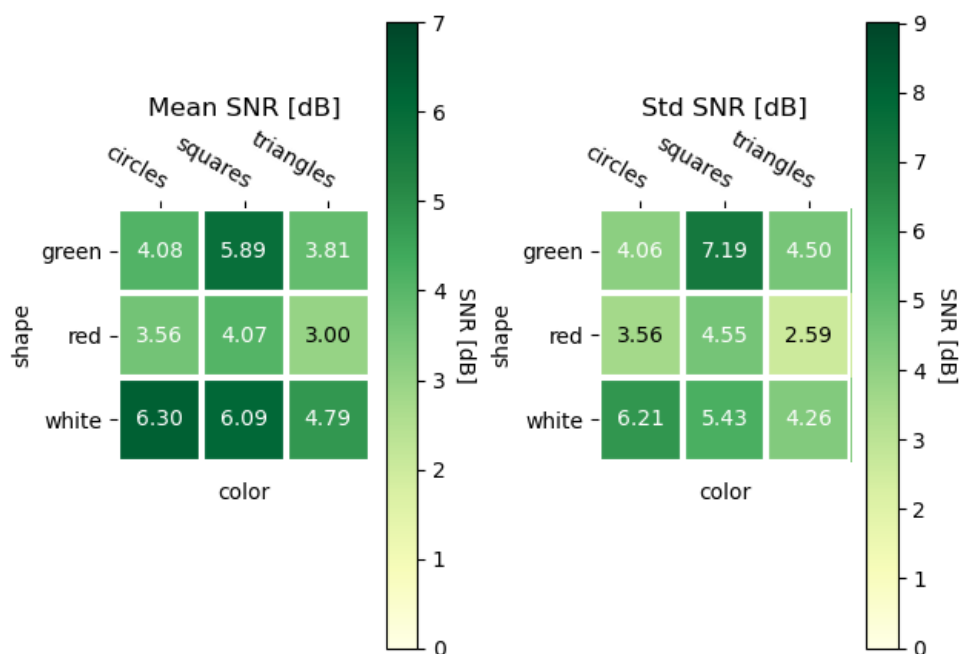 Mean SNR [dB]
circles
squares
triangles
green
4.08 5.89 3.81
red
3.56 4.07 3.00
white
6.30 6.09 4.79
shape
color
7
6
5
4
3
2
1
0
SNR [dB]
Std SNR [dB]
circles
squares
triangles
green
4.06 7.19 4.50
red
3.56 4.55 2.59
white
6.21 5.43 4.26
shape
color
9
8
7
6
5
4
3
2
1
0
SNR [dB]